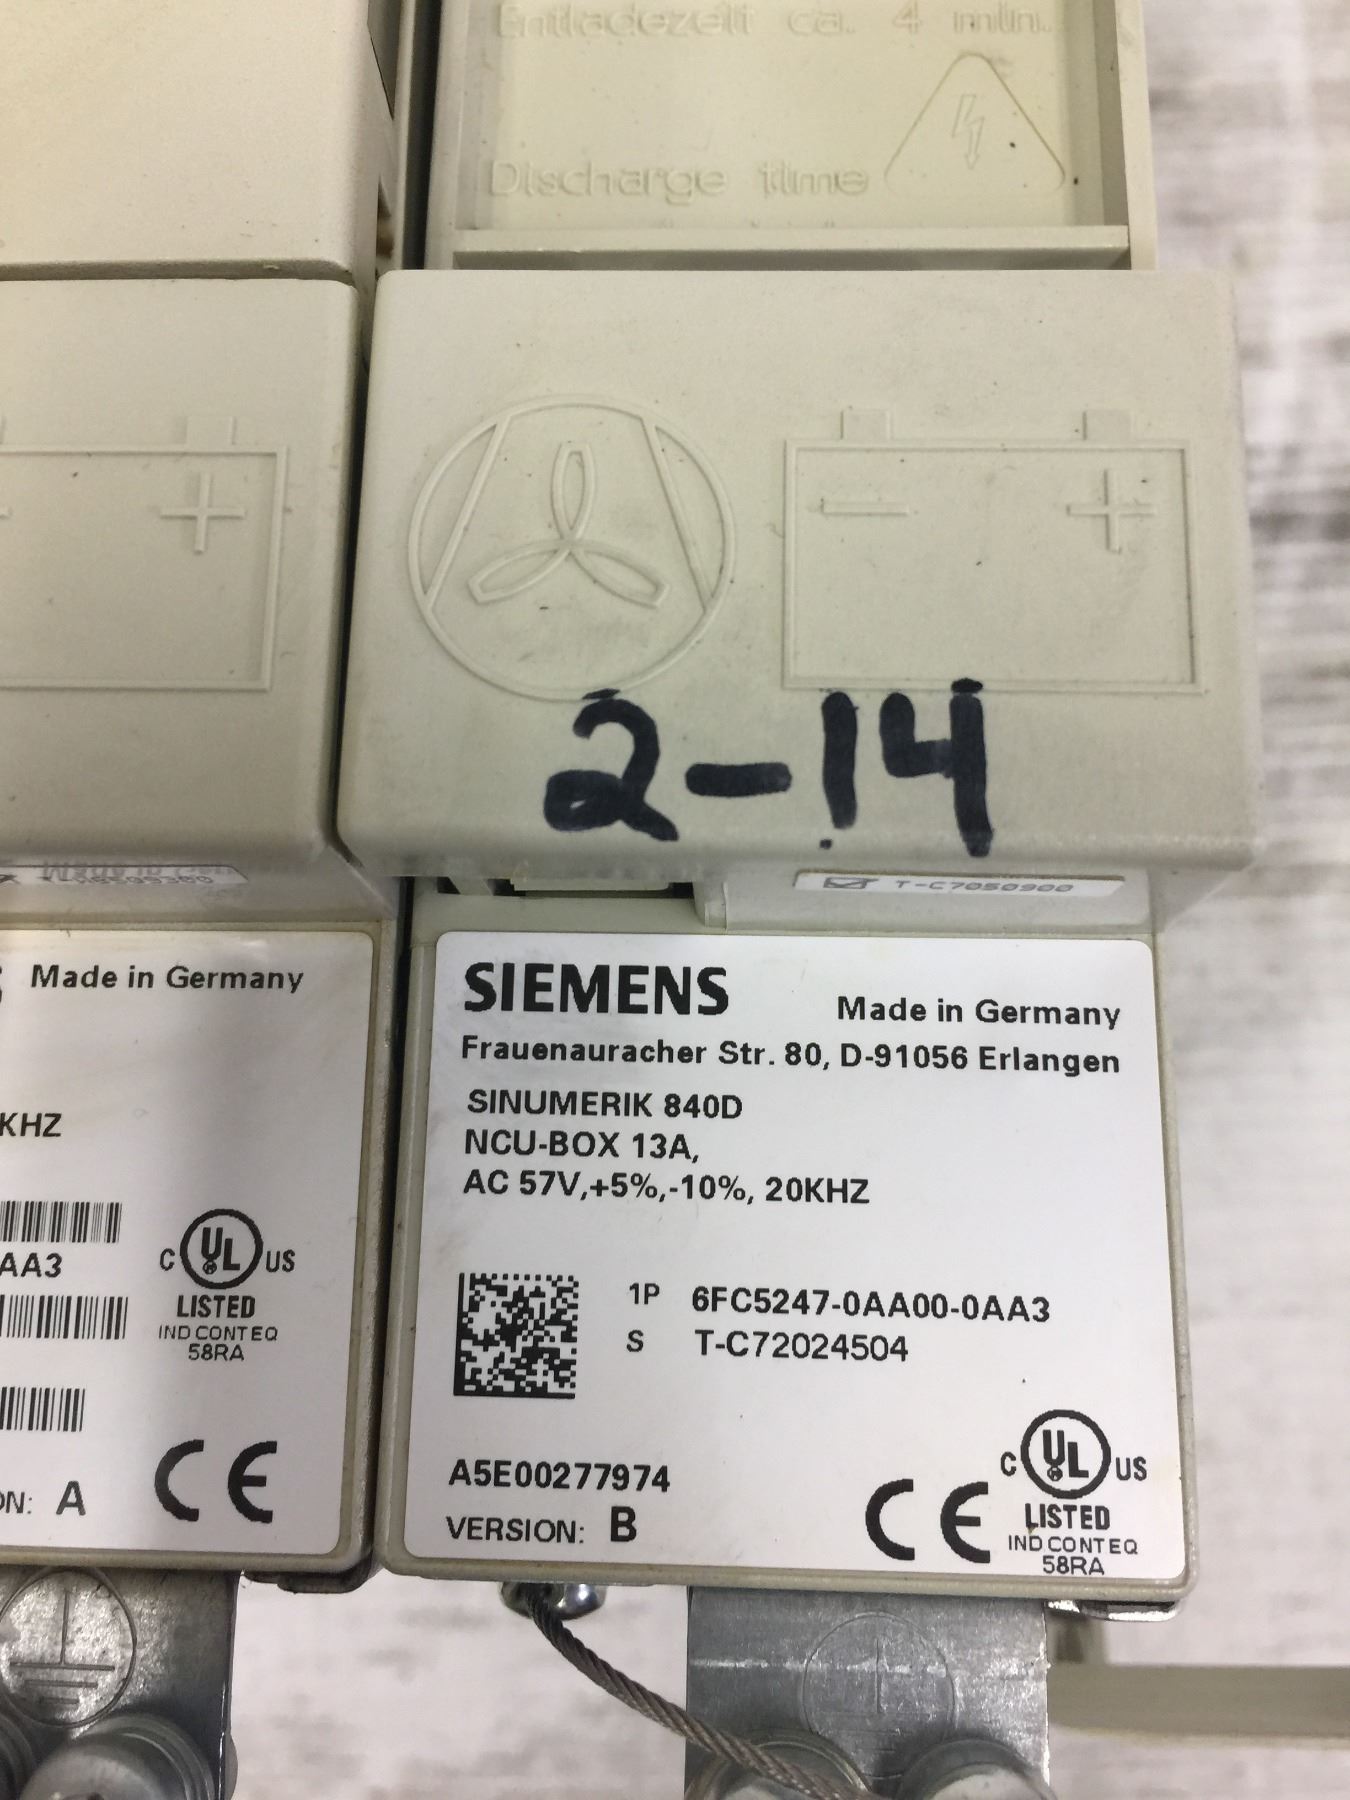 Entladezeit ca. 4 min.
Discharge time
2-14
T-C7050900
Made in Germany
KHZ
AA3
C UL US
LISTED
IND CONT EQ
58RA
ON: A CE
SIEMENS Made in Germany
Frauenauracher Str. 80, D-91056 Erlangen
SINUMERIK 840D
NCU-BOX 13A,
AC 57V,+5%,-10%, 20KHZ
1P 6FC5247-0AA00-0AA3
S T-C72024504
A5E00277974
VERSION: B
CE
C UL US
LISTED
IND CONT EQ
58RA